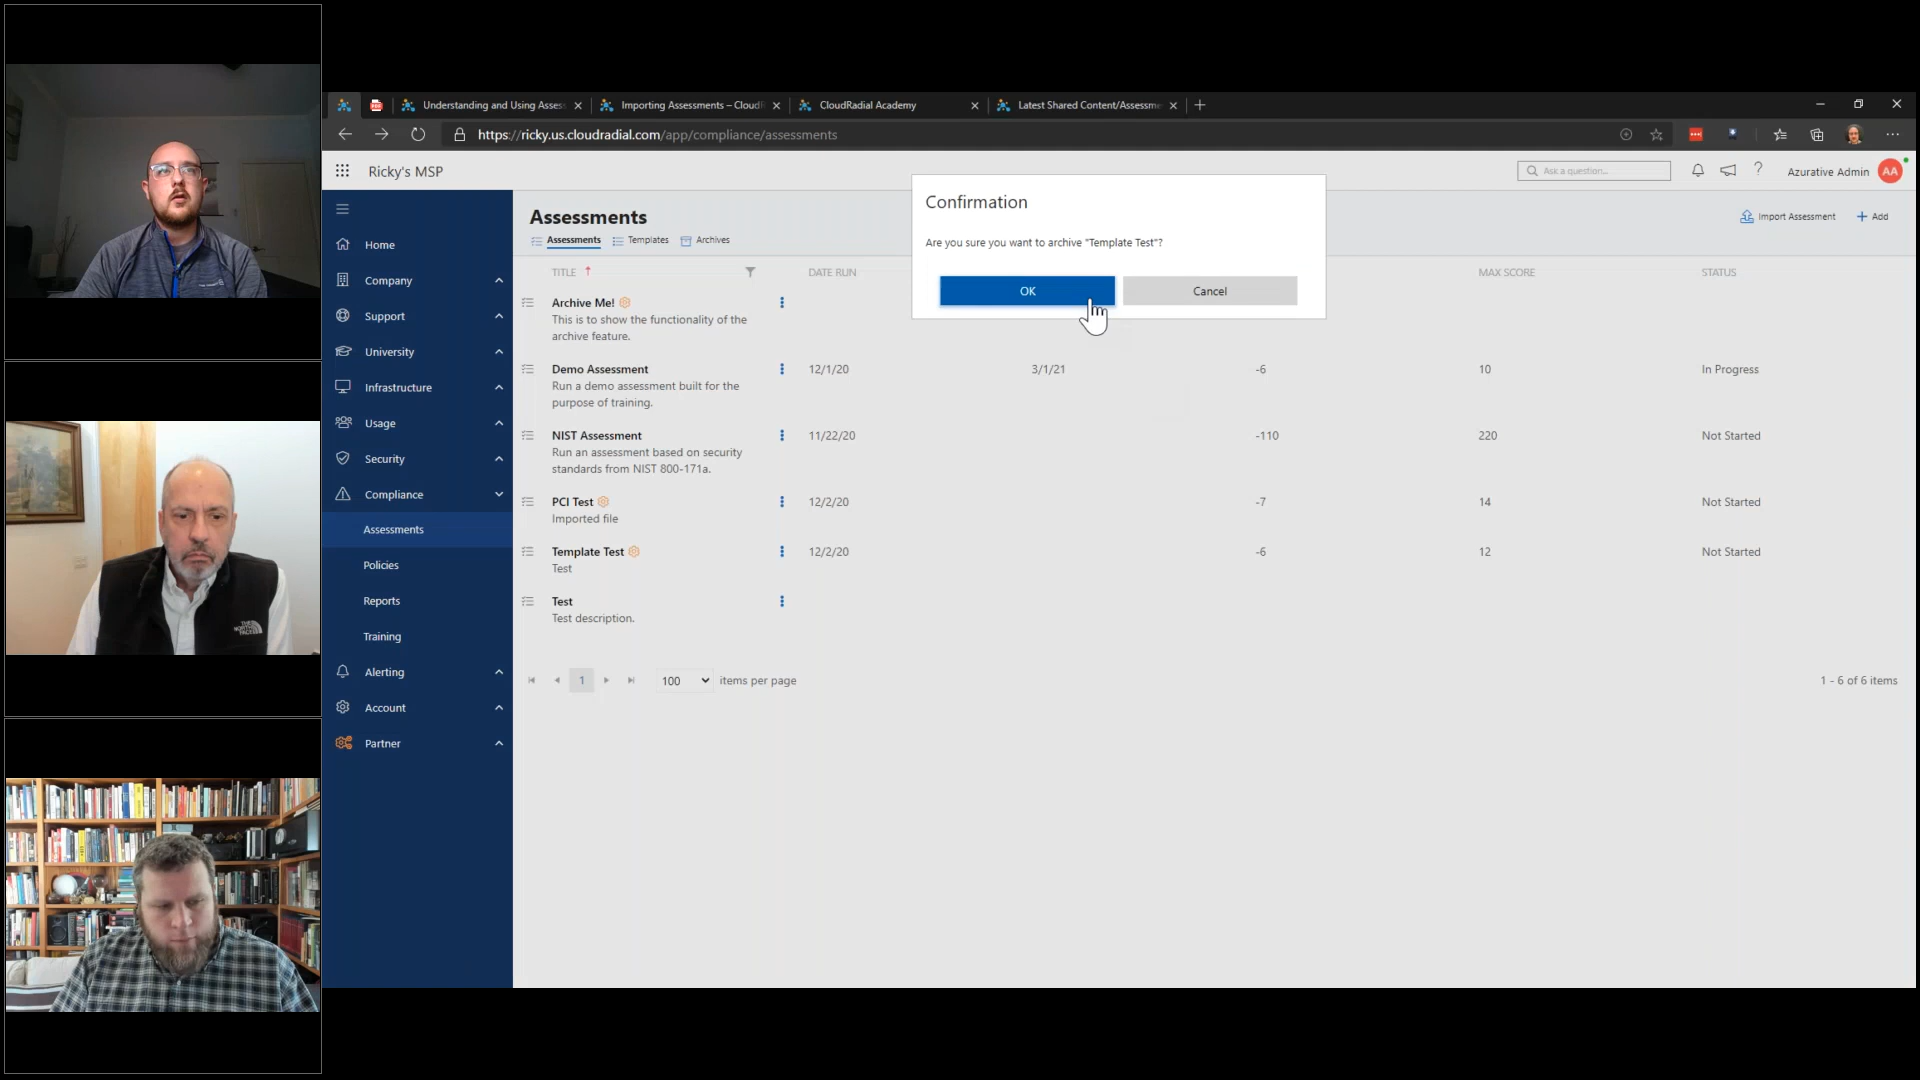 Understanding and Using Assess
Importing Assessments – CloudR
CloudRadial Academy
Latest Shared Content/Assessme
https://ricky.us.cloudradial.com/app/compliance/assessments
Ricky's MSP
Ask a question...
Azurative Admin
AA
Home
Company
Support
University
Infrastructure
Usage
Security
Compliance
Assessments
Policies
Reports
Training
Alerting
Account
Partner
Assessments
Assessments
Templates
Archives
Import Assessment
Add
Confirmation
Are you sure you want to archive "Template Test"?
OK
Cancel
TITLE
DATE RUN
MAX SCORE
STATUS
Archive Me!
This is to show the functionality of the
archive feature.
Demo Assessment
12/1/20
3/1/21
-6
10
In Progress
Run a demo assessment built for the
purpose of training.
NIST Assessment
11/22/20
-110
220
Not Started
Run an assessment based on security
standards from NIST 800-171a.
PCI Test
12/2/20
-7
14
Not Started
Imported file
Template Test
12/2/20
-6
12
Not Started
Test
Test
Test description.
1
100
items per page
1 - 6 of 6 items
THE
NORTH
FACE